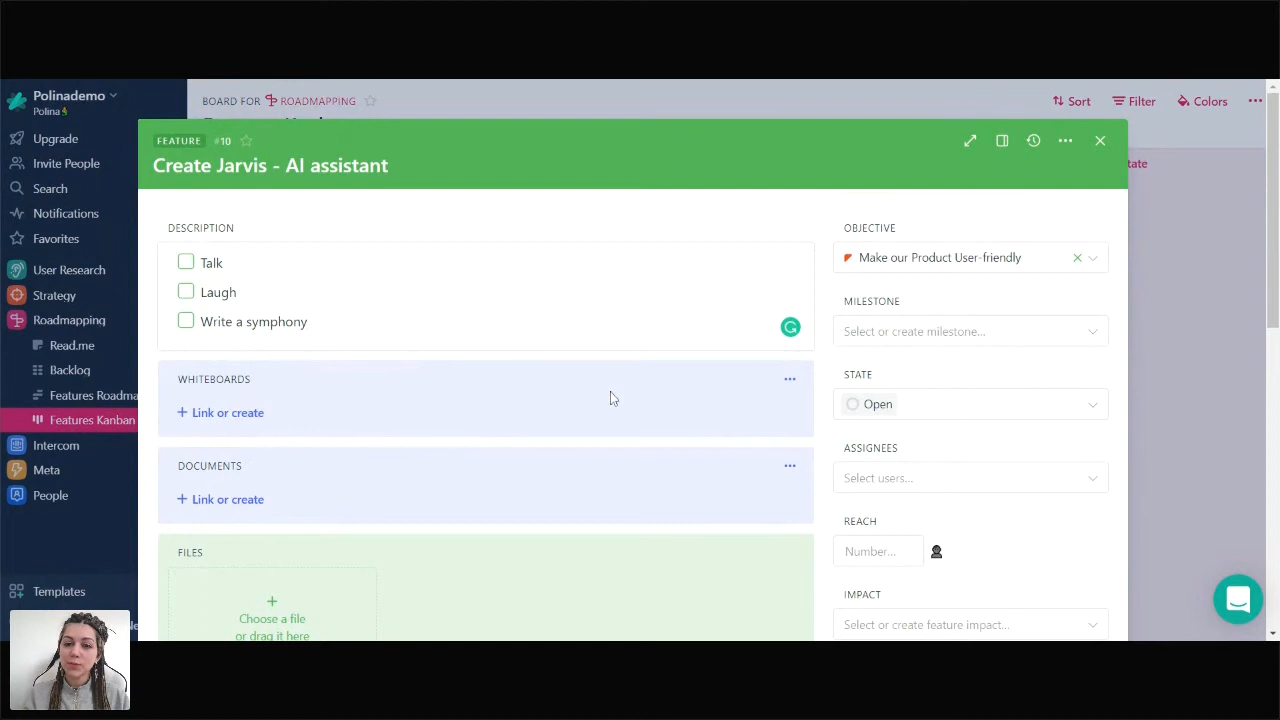 Polinademo
Polina
Upgrade
Invite People
Search
Notifications
Favorites
User Research
Strategy
Roadmapping
Read.me
Backlog
Features Roadma
Features Kanban
Intercom
Meta
People
Templates
BOARD FOR ROADMAPPING
Sort
Filter
Colors
tate
FEATURE #10
Create Jarvis - AI assistant
DESCRIPTION
Talk
Laugh
Write a symphony
WHITEBOARDS
+ Link or create
DOCUMENTS
+ Link or create
FILES
Choose a file
or drag it here
OBJECTIVE
Make our Product User-friendly
MILESTONE
Select or create milestone...
STATE
Open
ASSIGNEES
Select users...
REACH
Number...
IMPACT
Select or create feature impact...